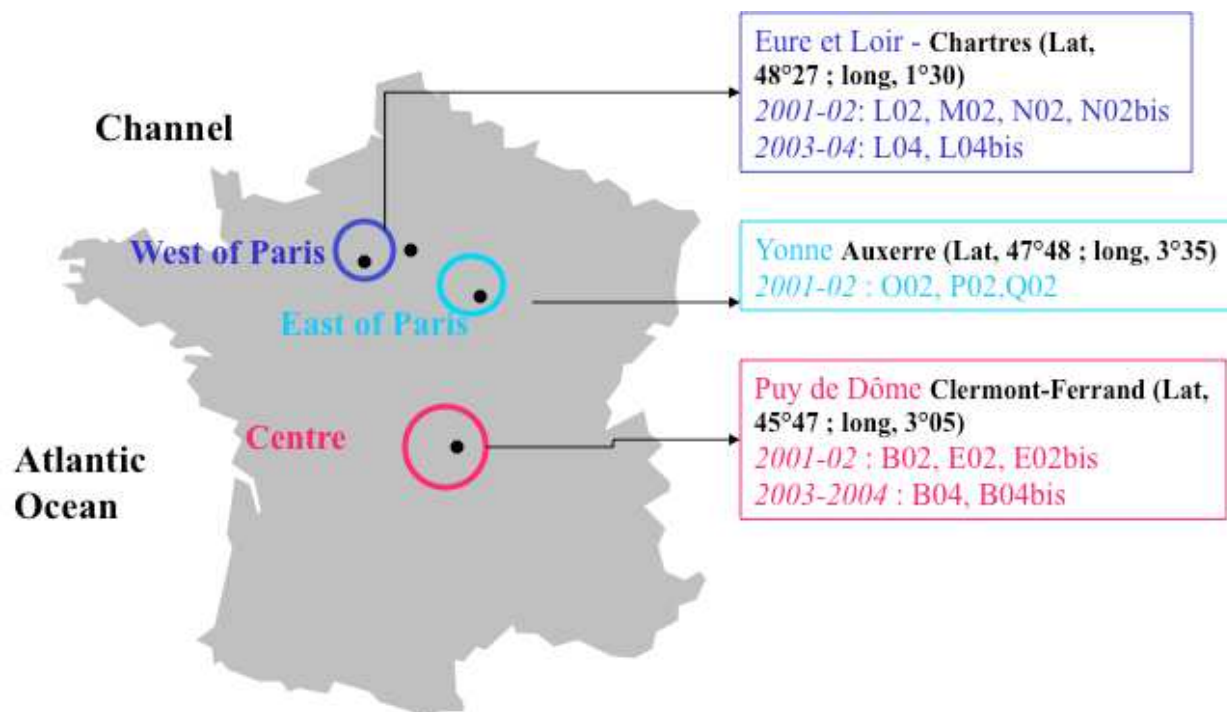 Channel
West of Paris
East of Paris
Centre
Atlantic
Ocean
Eure et Loir - Chartres (Lat,
48°27 ; long, 1°30)
2001-02: L02, M02, N02, N02bis
2003-04: L04, L04bis
Yonne Auxerre (Lat, 47°48 ; long, 3°35)
2001-02 : O02, P02,Q02
Puy de Dôme Clermont-Ferrand (Lat,
45°47 ; long, 3°05)
2001-02 : B02, E02, E02bis
2003-2004 : B04, B04bis